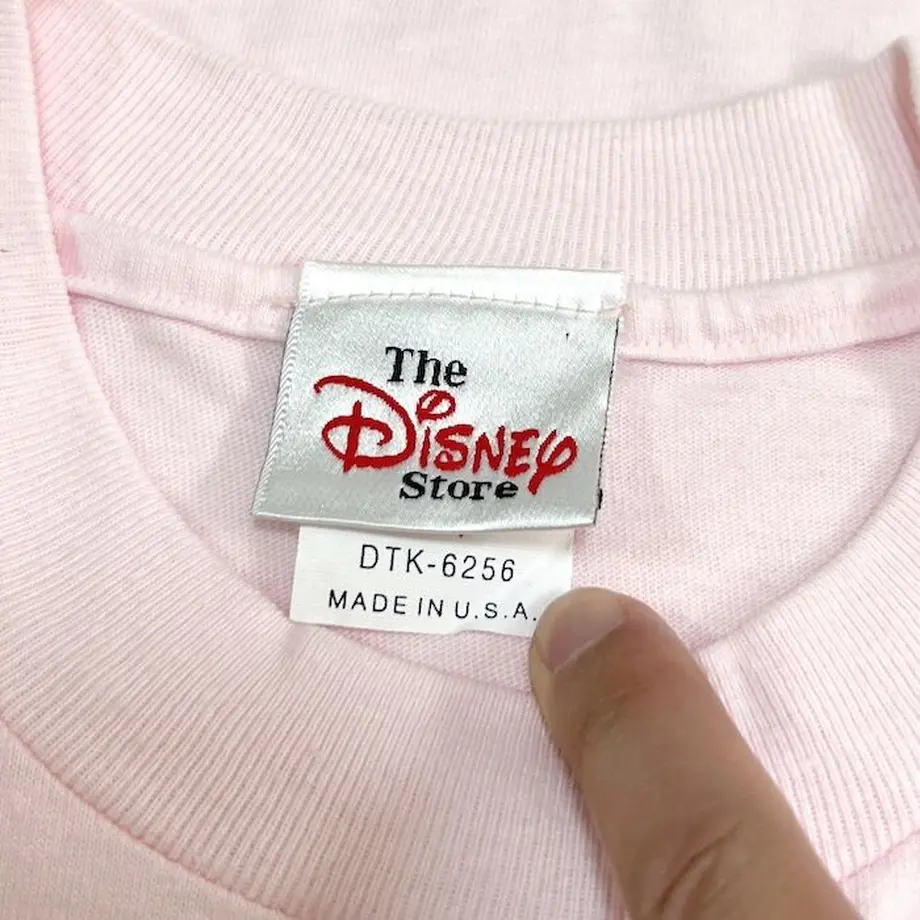 The
Disney
Store
DTK-6256
MADE IN U.S.A.